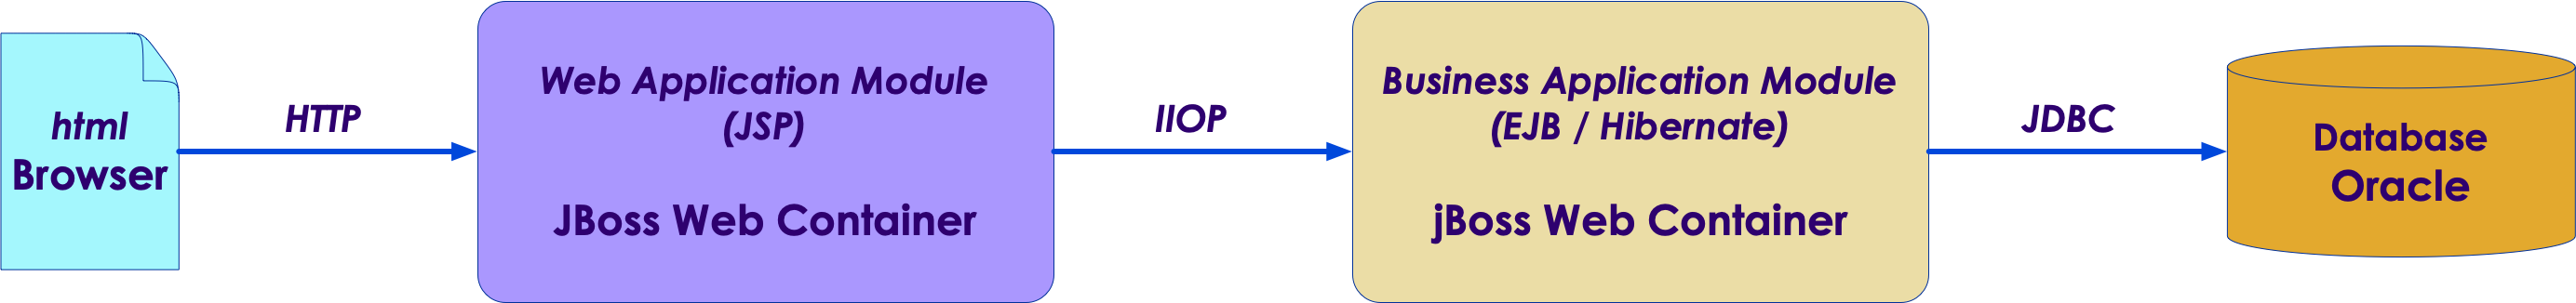 html
Browser
HTTP
Web Application Module
(JSP)
JBoss Web Container
IIOP
Business Application Module
(EJB / Hibernate)
jBoss Web Container
JDBC
Database
Oracle